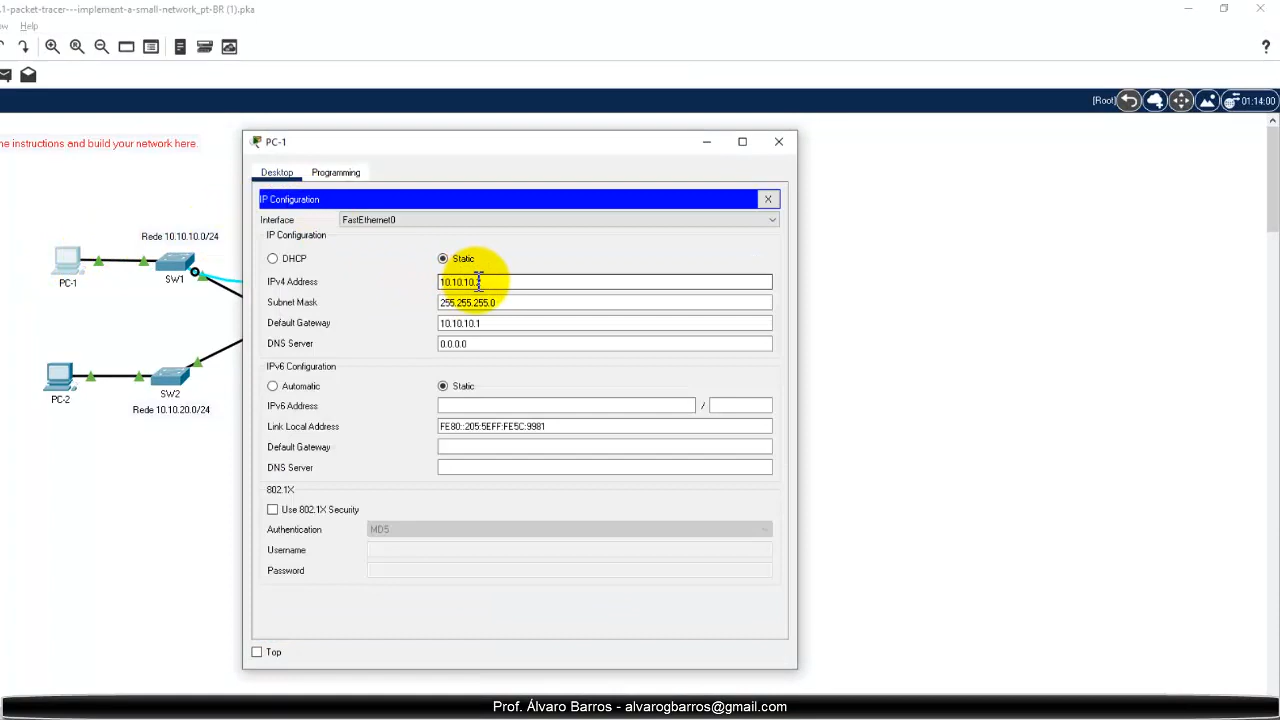 .1-packet-tracer---implement-a-small-network_pt-BR (1).pka
Help
?
[Root]
01:14:00
ne instructions and build your network here.
PC-1
Desktop
Programming
IP Configuration
X
Interface
FastEthernet0
IP Configuration
DHCP
Static
IPv4 Address
10.10.10.
Subnet Mask
255.255.255.0
Default Gateway
10.10.10.1
DNS Server
0.0.0.0
IPv6 Configuration
Automatic
Static
IPv6 Address
/
Link Local Address
FE80::205:5EFF:FE5C:9981
Default Gateway
DNS Server
802.1X
Use 802.1X Security
Authentication
MD5
Username
Password
Top
Rede 10.10.10.0/24
PC-1
SW1
PC-2
SW2
Rede 10.10.20.0/24
Prof. Álvaro Barros - alvarogbarros@gmail.com